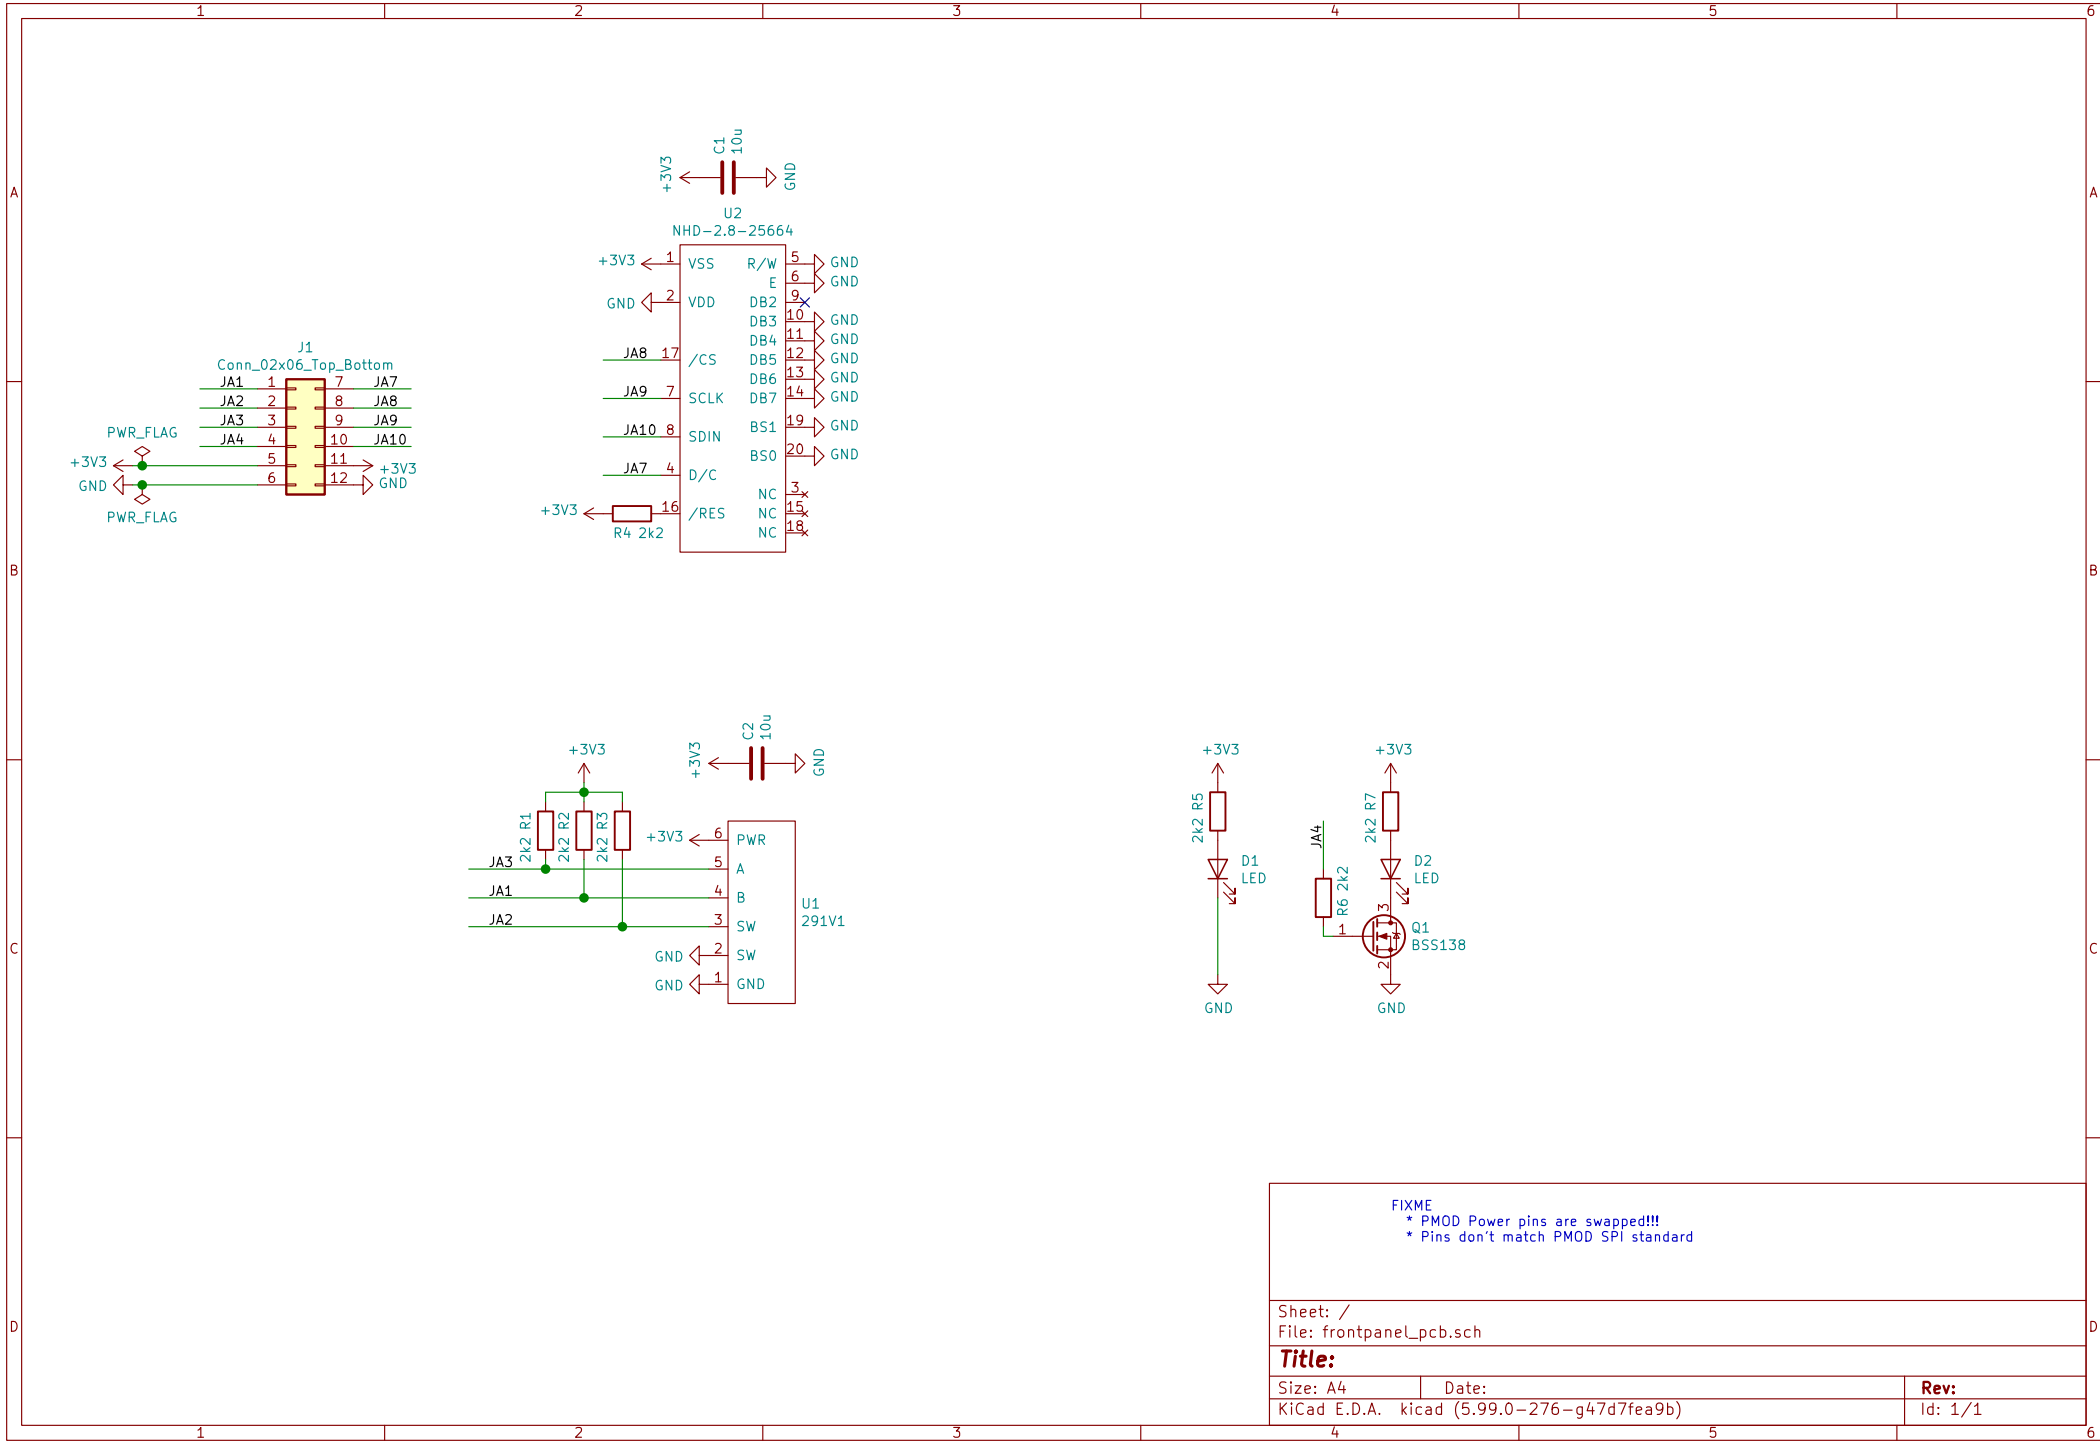 1 2 3 4 5 6
A A
B B
C C
D D
C1
10u
+3V3
GND
U2
NHD-2.8-25664
+3V3 1 VSS R/W 5 GND
E 6 GND
GND 2 VDD DB2 9
DB3 10 GND
DB4 11 GND
JA8 17 /CS DB5 12 GND
DB6 13 GND
JA9 7 SCLK DB7 14 GND
BS1 19 GND
JA10 8 SDIN
BS0 20 GND
JA7 4 D/C
NC 3
+3V3 16 /RES NC 15
R4 2k2
NC 18
J1
Conn_02x06_Top_Bottom
JA1 1 7 JA7
JA2 2 8 JA8
JA3 3 9 JA9
JA4 4 10 JA10
PWR_FLAG
+3V3 5 11 +3V3
GND 6 12 GND
PWR_FLAG
C2
10u
+3V3
GND
+3V3
2k2 R1
2k2 R2
2k2 R3
+3V3 6 PWR
JA3 5 A
JA1 4 B
JA2 3 SW
GND 2 SW
GND 1 GND
U1
291V1
+3V3
2k2 R5
D1
LED
GND
+3V3
2k2 R7
D2
LED
JA4
R6 2k2
1
3
2
Q1
BSS138
GND
FIXME
* PMOD Power pins are swapped!!!
* Pins don't match PMOD SPI standard
Sheet: /
File: frontpanel_pcb.sch
Title:
Size: A4 Date: Rev:
KiCad E.D.A. kicad (5.99.0-276-g47d7fea9b) Id: 1/1
1 2 3 4 5 6